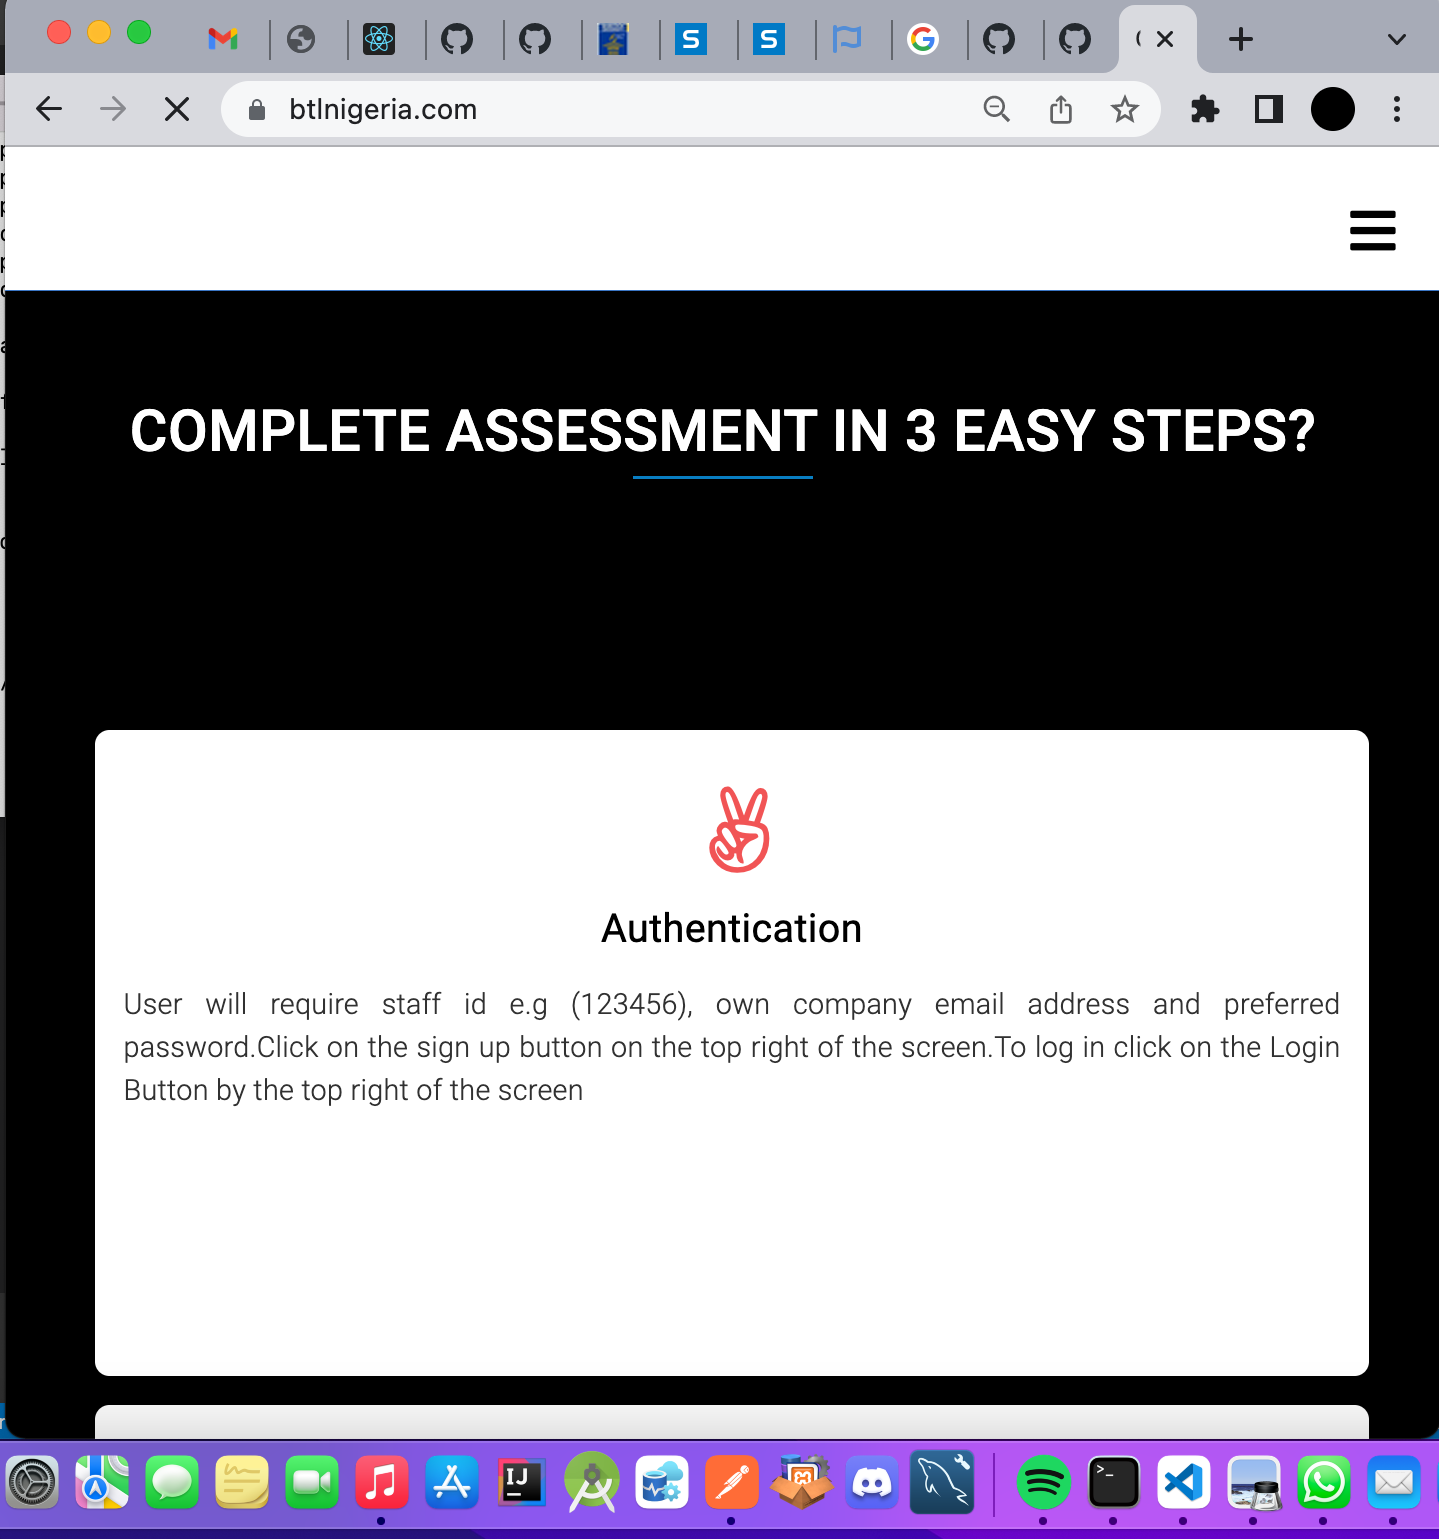 btlnigeria.com
COMPLETE ASSESSMENT IN 3 EASY STEPS?
Authentication
User will require staff id e.g (123456), own company email address and preferred
password.Click on the sign up button on the top right of the screen.To log in click on the Login
Button by the top right of the screen